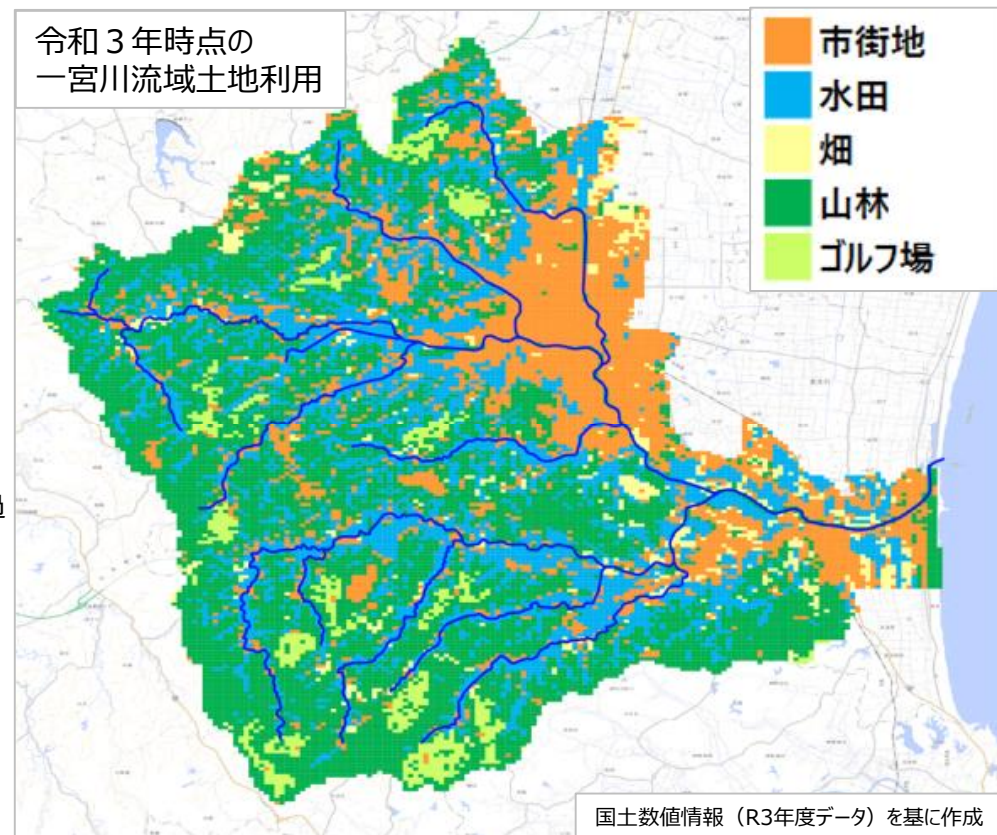 令和３年時点の
一宮川流域土地利用
市街地
水田
畑
山林
ゴルフ場
国土数値情報（R3年度データ）を基に作成